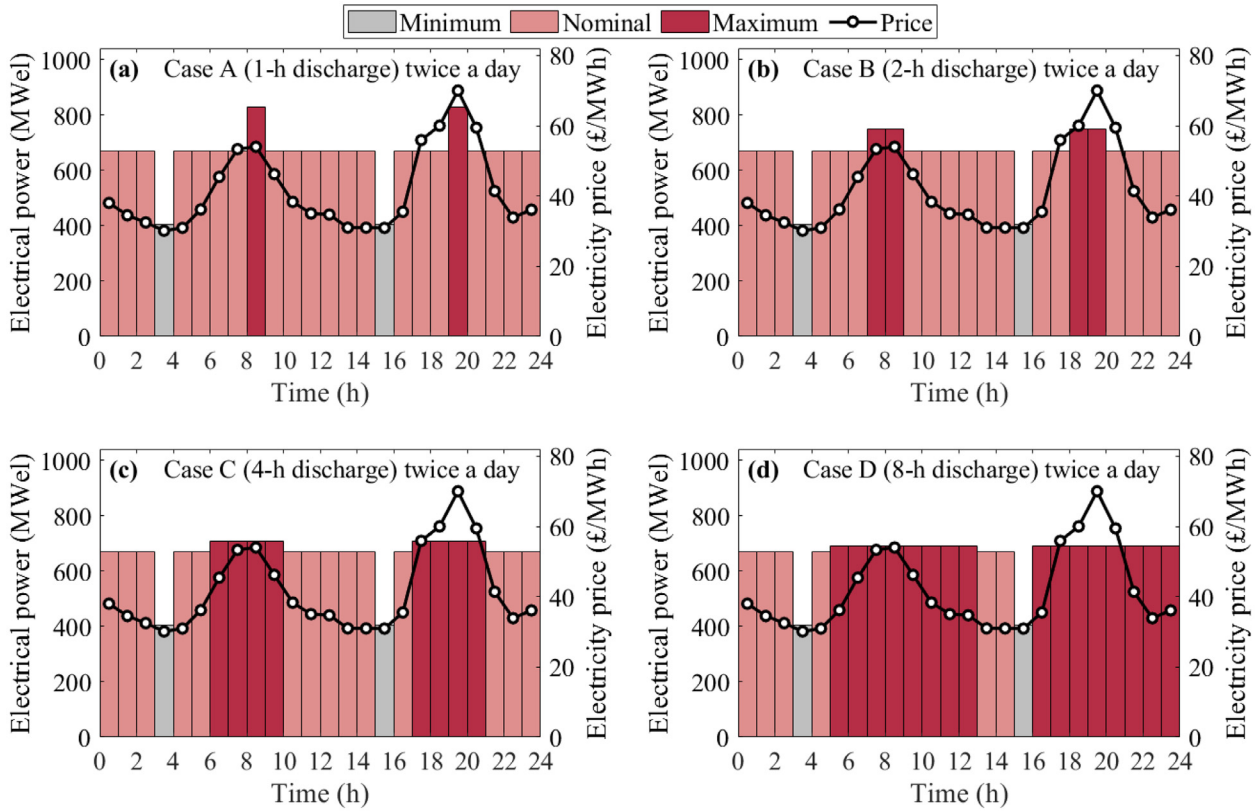 Minimum Nominal Maximum Price
(a) Case A (1-h discharge) twice a day
Electrical power (MWel)
1000
800
600
400
200
0
0 2 4 6 8 10 12 14 16 18 20 22 24
Time (h)
80
60
40
20
0
Electricity price (£/MWh)
(b) Case B (2-h discharge) twice a day
Electrical power (MWel)
1000
800
600
400
200
0
0 2 4 6 8 10 12 14 16 18 20 22 24
Time (h)
80
60
40
20
0
Electricity price (£/MWh)
(c) Case C (4-h discharge) twice a day
Electrical power (MWel)
1000
800
600
400
200
0
0 2 4 6 8 10 12 14 16 18 20 22 24
Time (h)
80
60
40
20
0
Electricity price (£/MWh)
(d) Case D (8-h discharge) twice a day
Electrical power (MWel)
1000
800
600
400
200
0
0 2 4 6 8 10 12 14 16 18 20 22 24
Time (h)
80
60
40
20
0
Electricity price (£/MWh)